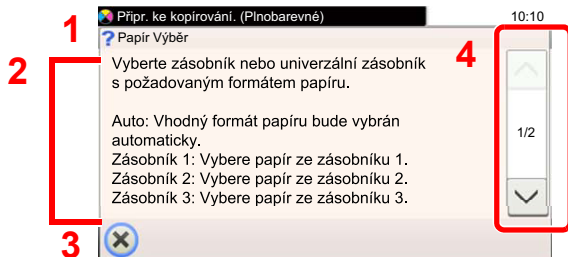 Připr. ke kopírování. (Plnobarevné)
10:10
1
? Papír Výběr
2
Vyberte zásobník nebo univerzální zásobník
s požadovaným formátem papíru.
4
Auto: Vhodný formát papíru bude vybrán
automaticky.
1/2
Zásobník 1: Vybere papír ze zásobníku 1.
Zásobník 2: Vybere papír ze zásobníku 2.
Zásobník 3: Vybere papír ze zásobníku 3.
3